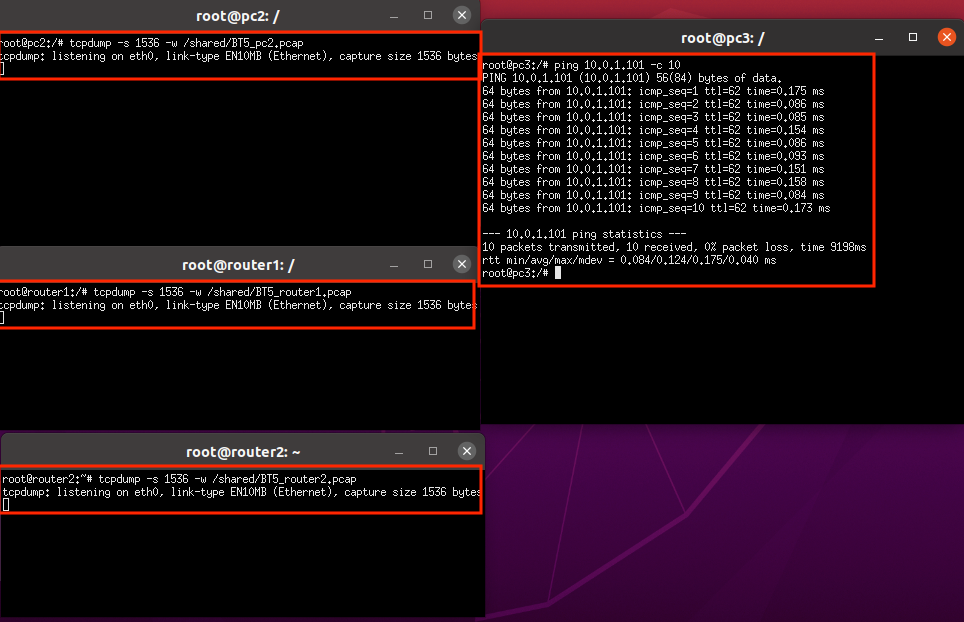 root@pc2: /
root@pc2:/# tcpdump -s 1536 -w /shared/BT5_pc2.pcap
tcpdump: listening on eth0, link-type EN10MB (Ethernet), capture size 1536 bytes
root@router1: /
root@router1:/# tcpdump -s 1536 -w /shared/BT5_router1.pcap
tcpdump: listening on eth0, link-type EN10MB (Ethernet), capture size 1536 bytes
root@router2: ~
root@router2:~# tcpdump -s 1536 -w /shared/BT5_router2.pcap
tcpdump: listening on eth0, link-type EN10MB (Ethernet), capture size 1536 bytes
root@pc3: /
root@pc3:/# ping 10.0.1.101 -c 10
PING 10.0.1.101 (10.0.1.101) 56(84) bytes of data.
64 bytes from 10.0.1.101: icmp_seq=1 ttl=62 time=0.175 ms
64 bytes from 10.0.1.101: icmp_seq=2 ttl=62 time=0.086 ms
64 bytes from 10.0.1.101: icmp_seq=3 ttl=62 time=0.085 ms
64 bytes from 10.0.1.101: icmp_seq=4 ttl=62 time=0.154 ms
64 bytes from 10.0.1.101: icmp_seq=5 ttl=62 time=0.086 ms
64 bytes from 10.0.1.101: icmp_seq=6 ttl=62 time=0.093 ms
64 bytes from 10.0.1.101: icmp_seq=7 ttl=62 time=0.151 ms
64 bytes from 10.0.1.101: icmp_seq=8 ttl=62 time=0.158 ms
64 bytes from 10.0.1.101: icmp_seq=9 ttl=62 time=0.084 ms
64 bytes from 10.0.1.101: icmp_seq=10 ttl=62 time=0.173 ms
--- 10.0.1.101 ping statistics ---
10 packets transmitted, 10 received, 0% packet loss, time 9198ms
rtt min/avg/max/mdev = 0.084/0.124/0.175/0.040 ms
root@pc3:/#